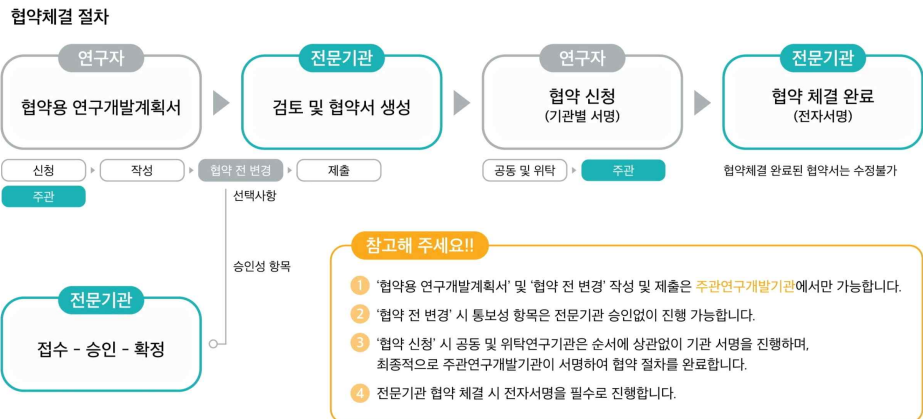 협약체결 절차
연구자
협약용 연구개발계획서
전문기관
검토 및 협약서 생성
연구자
협약 신청
(기관별 서명)
전문기관
협약 체결 완료
(전자서명)
신청
작성
협약 전 변경
제출
주관
공동 및 위탁
주관
협약체결 완료된 협약서는 수정불가
선택사항
승인성 항목
전문기관
접수 - 승인 - 확정
참고해 주세요!!
1 '협약용 연구개발계획서' 및 '협약 전 변경' 작성 및 제출은 주관연구개발기관에서만 가능합니다.
2 '협약 전 변경' 시 통보성 항목은 전문기관 승인없이 진행 가능합니다.
3 '협약 신청' 시 공동 및 위탁연구기관은 순서에 상관없이 기관 서명을 진행하며,
최종적으로 주관연구개발기관이 서명하여 협약 절차를 완료합니다.
4 전문기관 협약 체결 시 전자서명을 필수로 진행합니다.